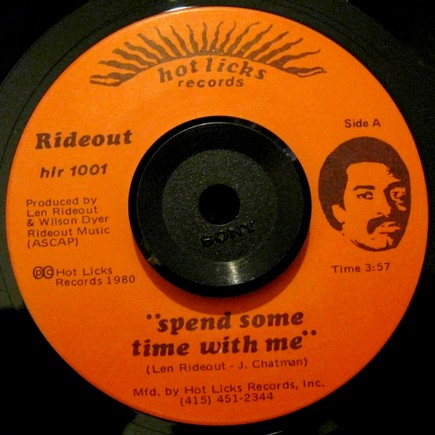 hot licks
records
Rideout
Side A
hlr 1001
Produced by
Len Rideout
& Wilson Dyer
Rideout Music
(ASCAP)
SONY
Time 3:57
ⓅⒸ Hot Licks
Records 1980
"spend some
time with me"
(Len Rideout - J. Chatman)
Mfd. by Hot Licks Records, Inc.
(415) 451-2344